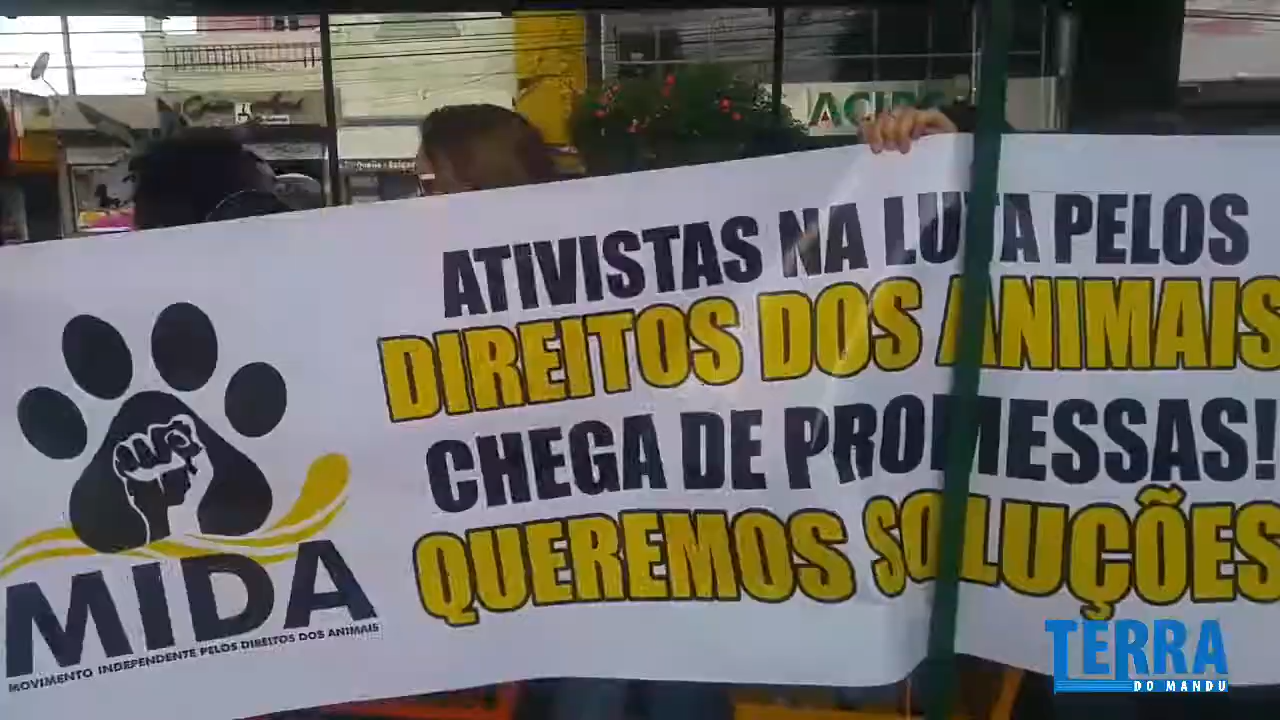 ATIVISTAS NA LUTA PELOS
DIREITOS DOS ANIMAIS
CHEGA DE PROMESSAS!
QUEREMOS SOLUÇÕES
MIDA
MOVIMENTO INDEPENDENTE PELOS DIREITOS DOS ANIMAIS
TERRA
DO MANDU